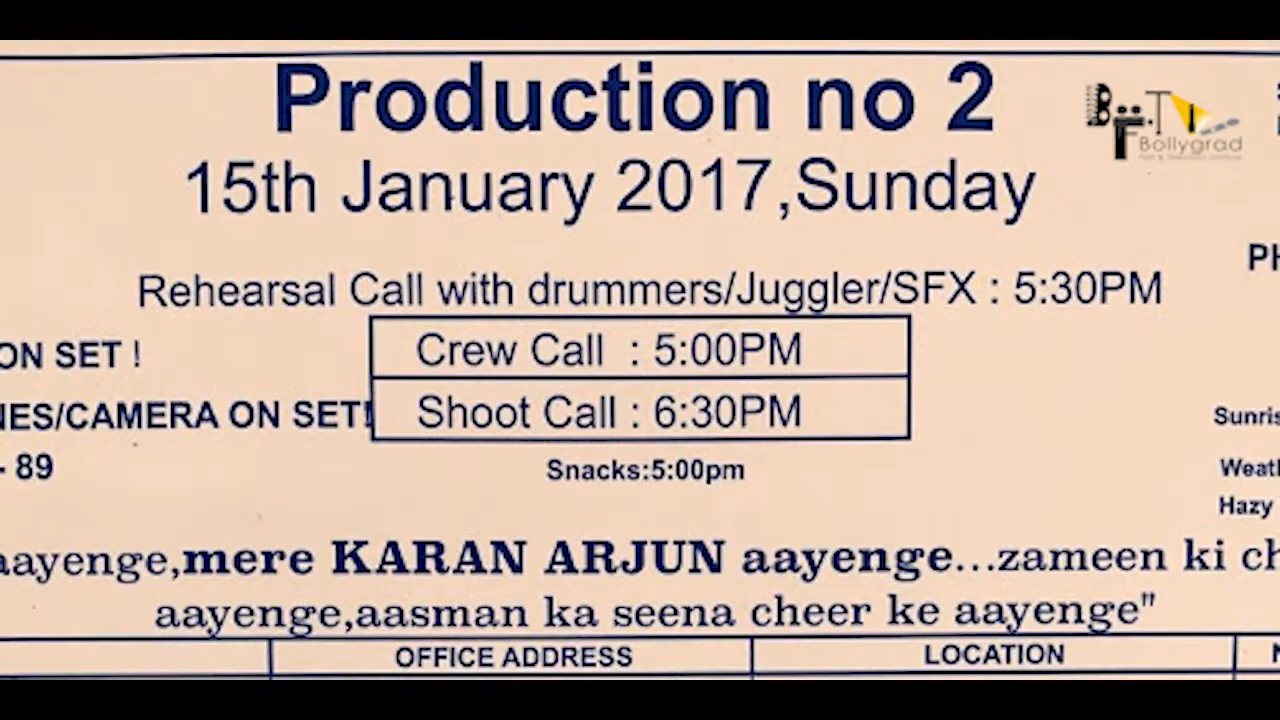 Production no 2
15th January 2017,Sunday
Bollygrad
Rehearsal Call with drummers/Juggler/SFX : 5:30PM
ON SET !
Crew Call : 5:00PM
NES/CAMERA ON SET!
Shoot Call : 6:30PM
- 89
Snacks:5:00pm
Hazy
aayenge,mere KARAN ARJUN aayenge...zameen ki
aayenge,aasman ka seena cheer ke aayenge"
OFFICE ADDRESS
LOCATION